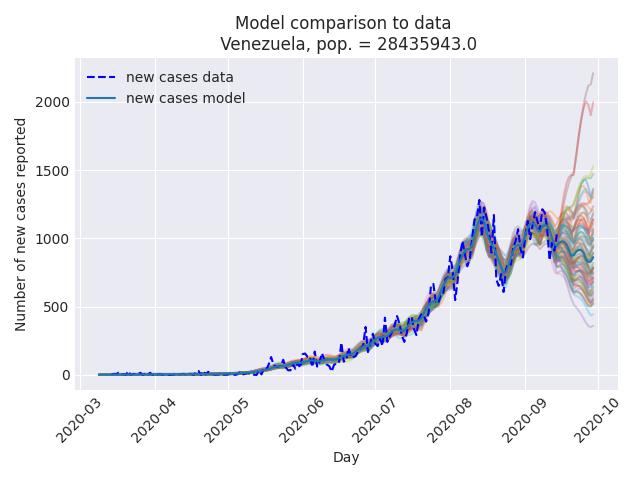 Model comparison to data
Venezuela, pop. = 28435943.0
new cases data
new cases model
Number of new cases reported
2000
1500
1000
500
0
2020-03
2020-04
2020-05
2020-06
2020-07
2020-08
2020-09
2020-10
Day